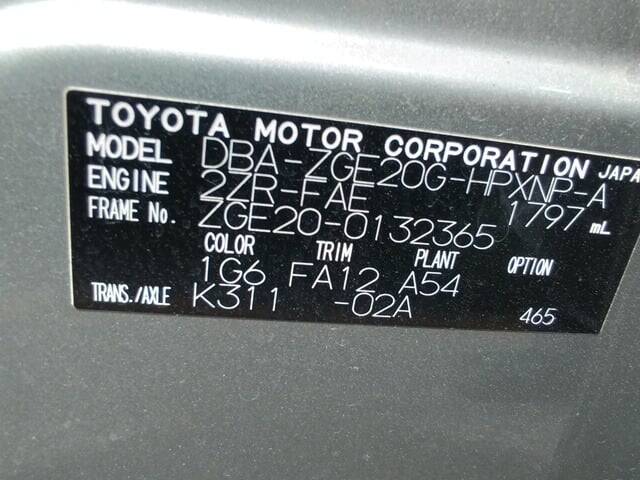 TOYOTA MOTOR CORPORATION JAPA
MODEL DBA-ZGE20G-HPXNP-A
ENGINE 2ZR-FAE 1797 mL
FRAME No. ZGE20-0132365
COLOR TRIM PLANT OPTION
1G6 FA12 A54
TRANS./AXLE K311 -02A 465